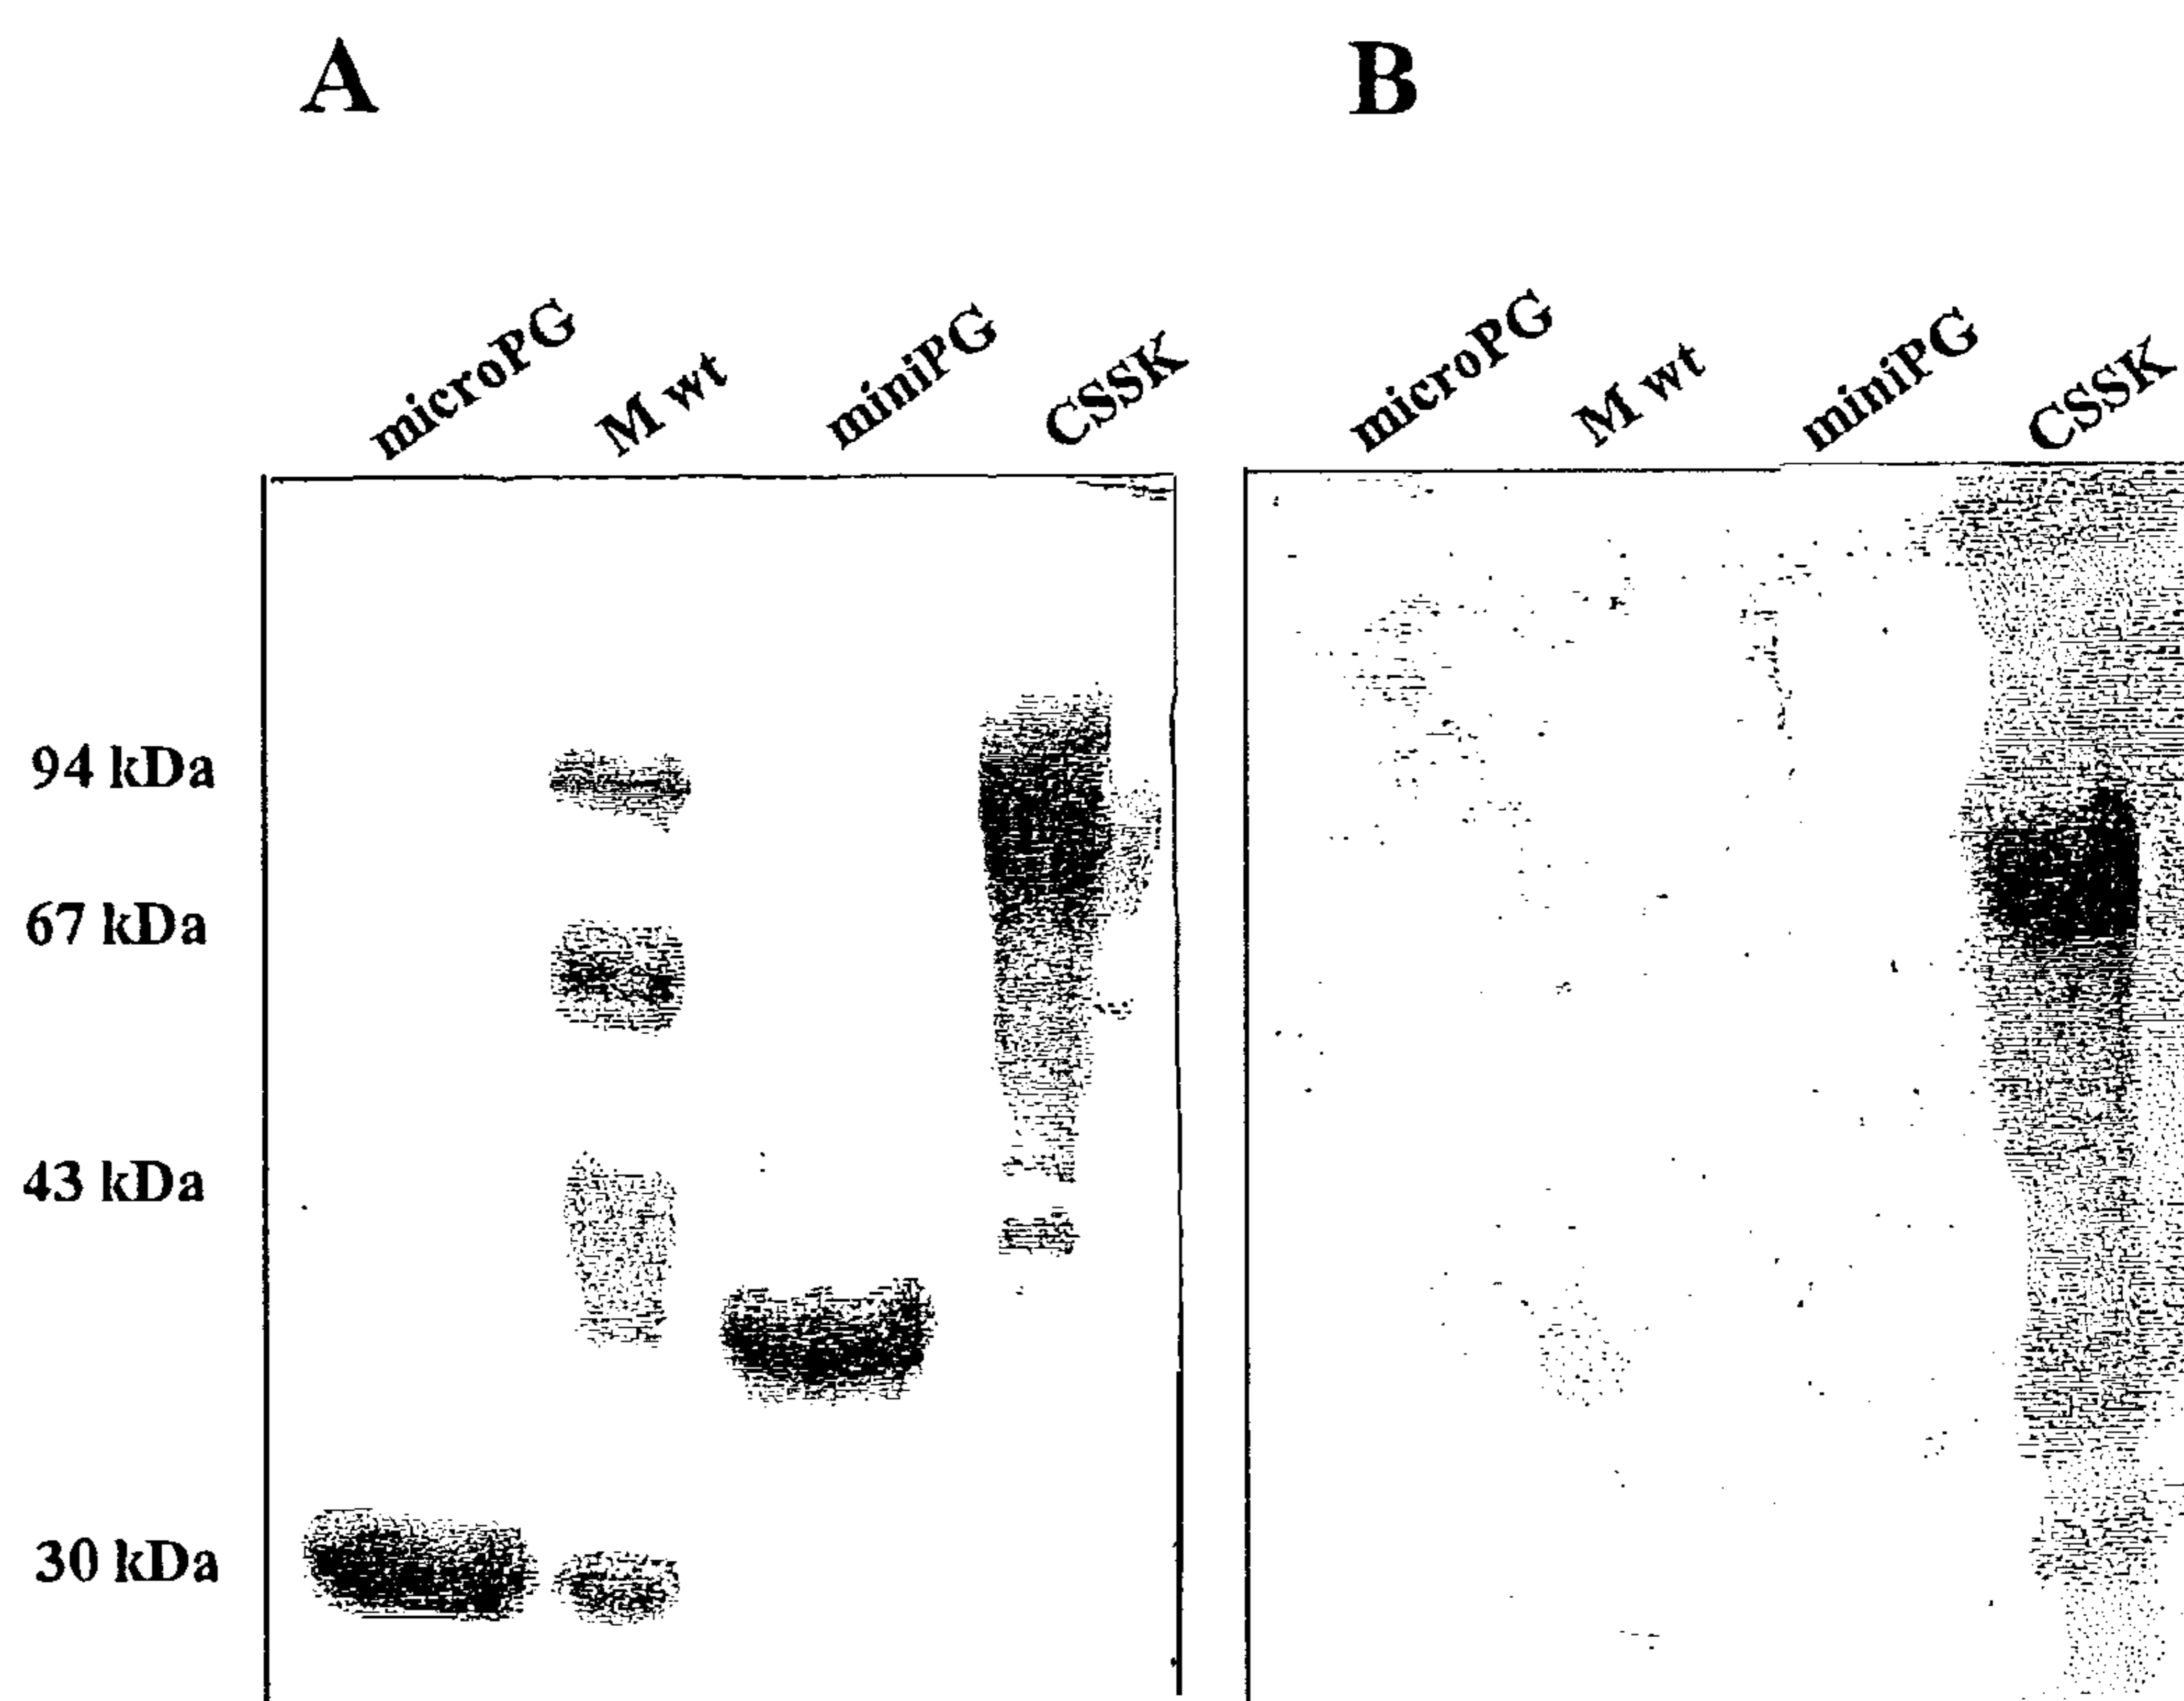 A
B
microPG M wt miniPG CSSK
microPG M wt miniPG CSSK
94 kDa
67 kDa
43 kDa
30 kDa